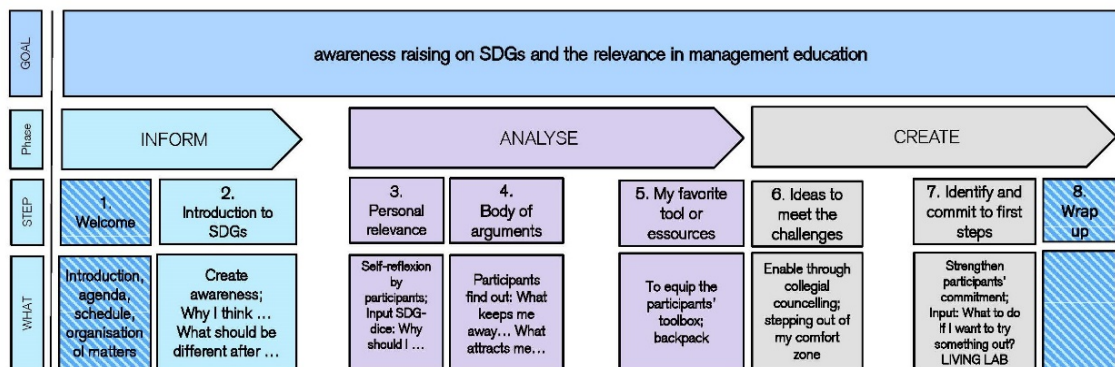 GOAL
awareness raising on SDGs and the relevance in management education
Phase
INFORM
ANALYSE
CREATE
STEP
1.
Welcome
2.
Introduction to
SDGs
3.
Personal
relevance
4.
Body of
arguments
5. My favorite
tool or
essources
6. Ideas to
meet the
challenges
7. Identify and
commit to first
steps
8.
Wrap
up
WHAT
Introduction,
agenda,
schedule,
organisation
of matters
Create
awareness;
Why I think ...
What should be
different after ...
Self-reflexion
by
participants;
Input SDG-
dice: Why
should I ...
Participants
find out: What
keeps me
away... What
attracts me...
To equip the
participants'
toolbox;
backpack
Enable through
collegial
councelling;
stepping out of
my comfort
zone
Strengthen
participants'
commitment;
Input: What to do
if I want to try
something out?
LIVING LAB